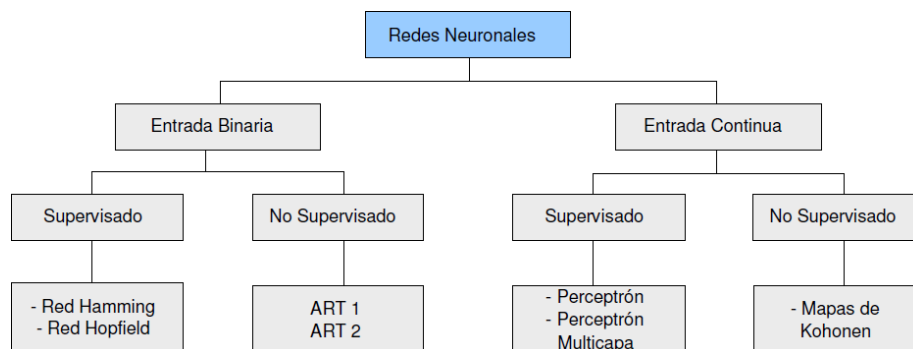 Redes Neuronales
Entrada Binaria
Entrada Continua
Supervisado
No Supervisado
Supervisado
No Supervisado
- Red Hamming
- Red Hopfield
ART 1
ART 2
- Perceptrón
- Perceptrón
Multicapa
- Mapas de
Kohonen